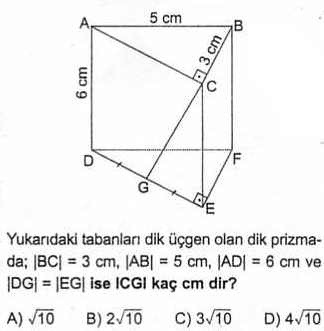 5 cm
A
B
3 cm
C
6 cm
D
F
G
E
Yukarıdaki tabanları dik üçgen olan dik prizma-
da; |BC| = 3 cm, |AB| = 5 cm, |AD| = 6 cm ve
|DG| = |EG| ise ICGI kaç cm dir?
A) √10 B) 2√10 C) 3√10 D) 4√10